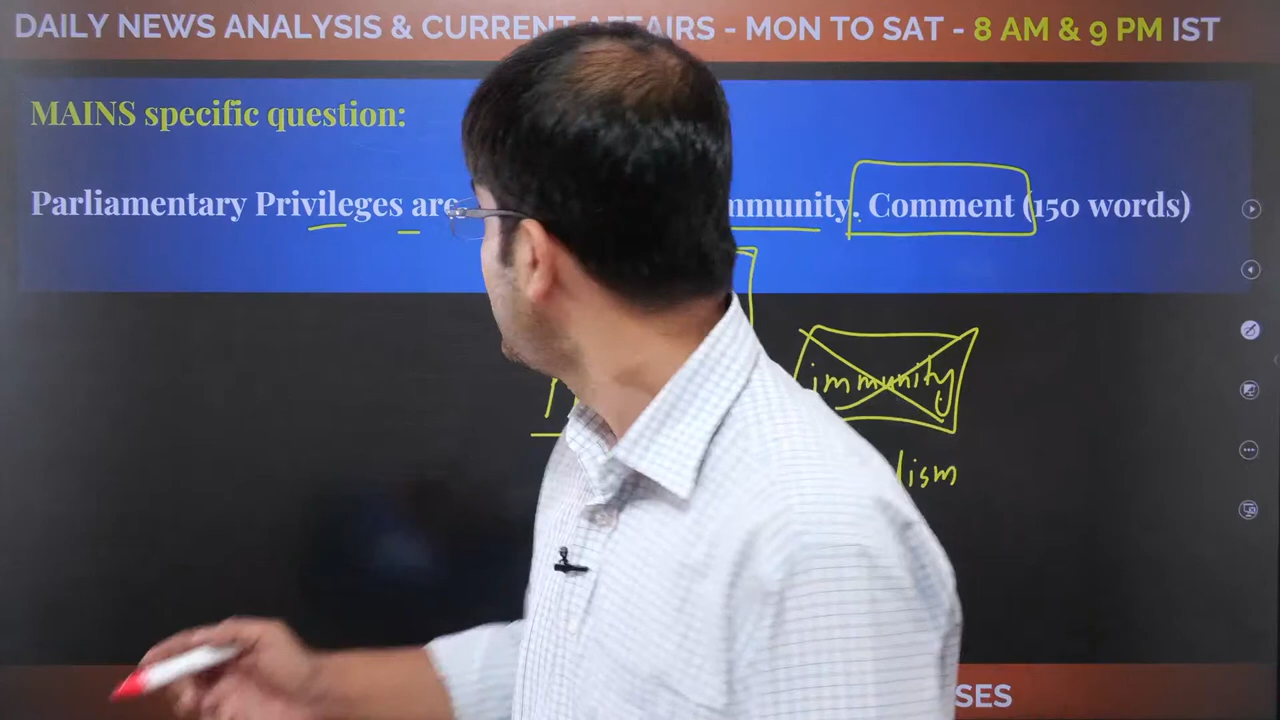 DAILY NEWS ANALYSIS & CURRENT AFFAIRS - MON TO SAT - 8 AM & 9 PM IST
MAINS specific question:
Parliamentary Privileges are mmunity. Comment (150 words)
immunity
lism
SES